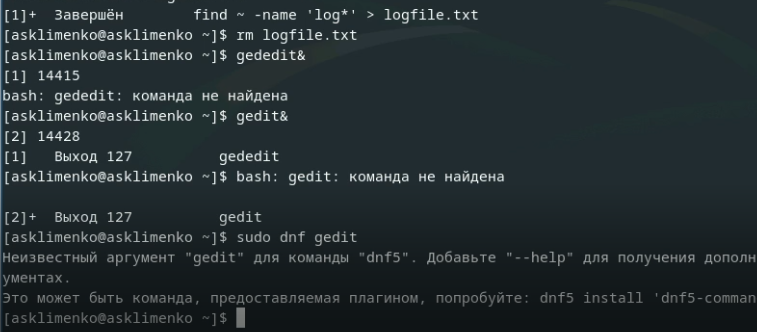 [1]+  Завершён        find ~ -name 'log*' > logfile.txt
[asklimenko@asklimenko ~]$ rm logfile.txt
[asklimenko@asklimenko ~]$ gededit&
[1] 14415
bash: gededit: команда не найдена
[asklimenko@asklimenko ~]$ gedit&
[2] 14428
[1]   Выход 127          gededit
[asklimenko@asklimenko ~]$ bash: gedit: команда не найдена
[2]+  Выход 127          gedit
[asklimenko@asklimenko ~]$ sudo dnf gedit
Неизвестный аргумент "gedit" для команды "dnf5". Добавьте "--help" для получения дополн
ументах.
Это может быть команда, предоставляемая плагином, попробуйте: dnf5 install 'dnf5-comman
[asklimenko@asklimenko ~]$